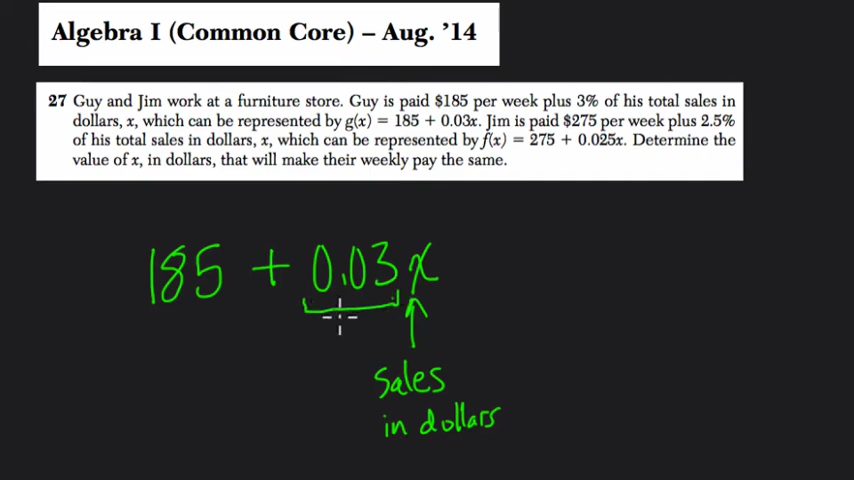 Algebra I (Common Core) – Aug. ’14
27 Guy and Jim work at a furniture store. Guy is paid $185 per week plus 3% of his total sales in
dollars, x, which can be represented by g(x) = 185 + 0.03x. Jim is paid $275 per week plus 2.5%
of his total sales in dollars, x, which can be represented by f(x) = 275 + 0.025x. Determine the
value of x, in dollars, that will make their weekly pay the same.
185 + 0.03x
Sales
in dollars